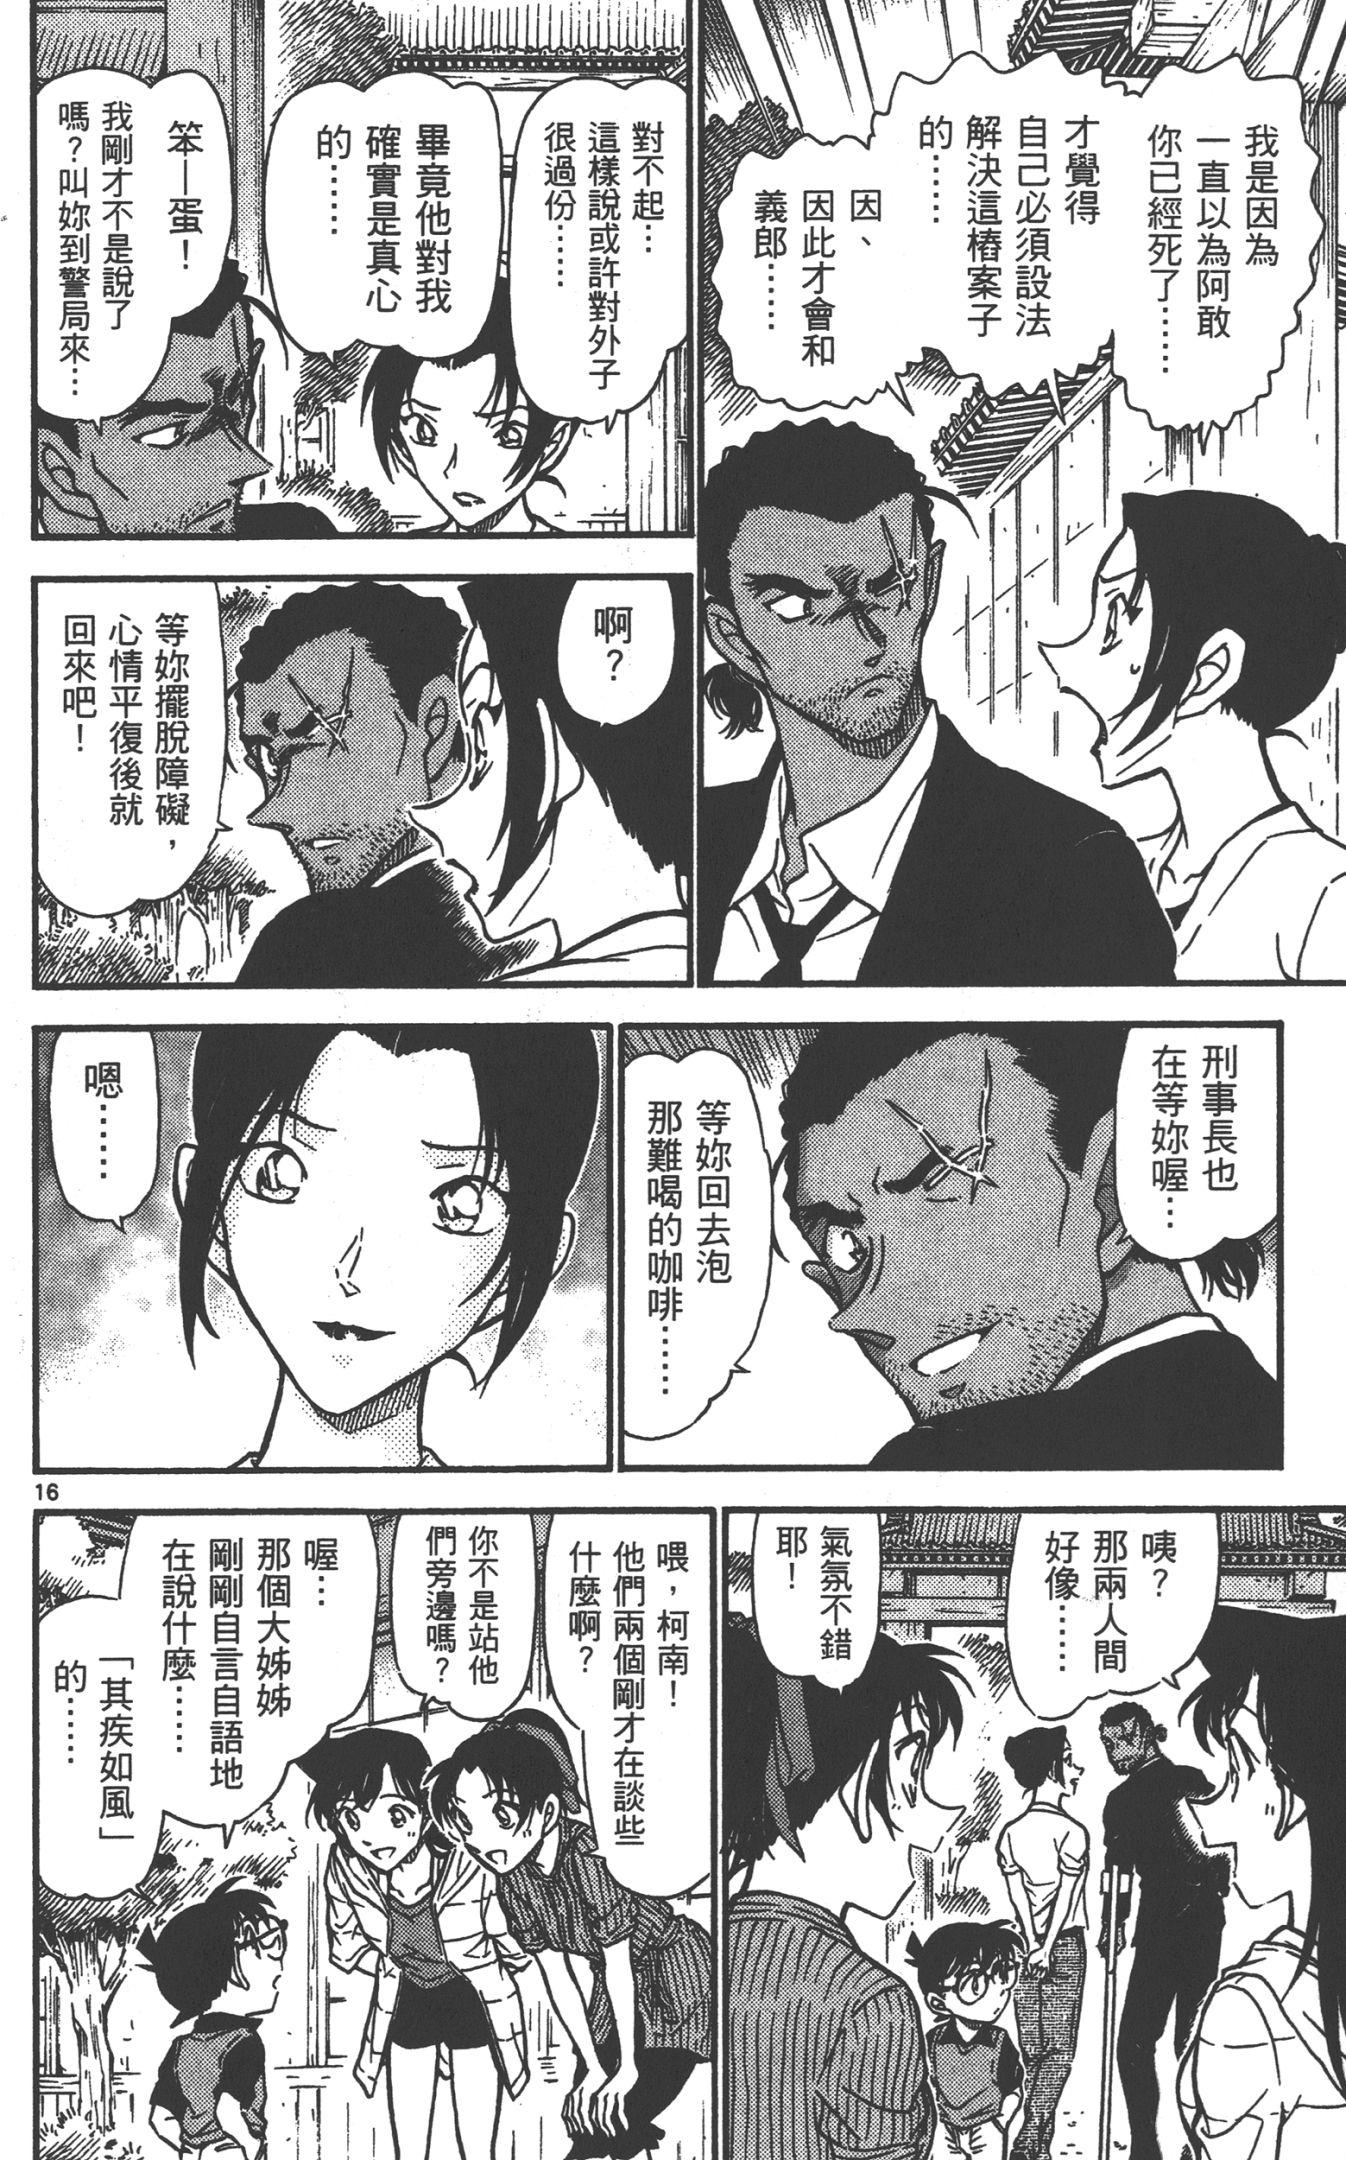 我是因為
一直以為阿敢
你已經死了……
才覺得
自己必須設法
解決這樁案子
的……
因、
因此才會和
義郎……
對不起…
這樣說或許對外子
很過份……
畢竟他對我
確實是真心
的……
笨—蛋！
我剛才不是說了
嗎？叫妳到警局來…
啊？
等妳擺脫障礙，
心情平復後就
回來吧！
刑事長也
在等妳喔…
等妳回去泡
那難喝的咖啡……
嗯……
16
咦？
那兩人間
好像……
氣氛不錯
耶！
喂，柯南！
他們兩個剛才在談些
什麼啊？
你不是站他
們旁邊嗎？
喔…
那個大姊姊
剛剛自言自語地
在說什麼……
「其疾如風」
的……